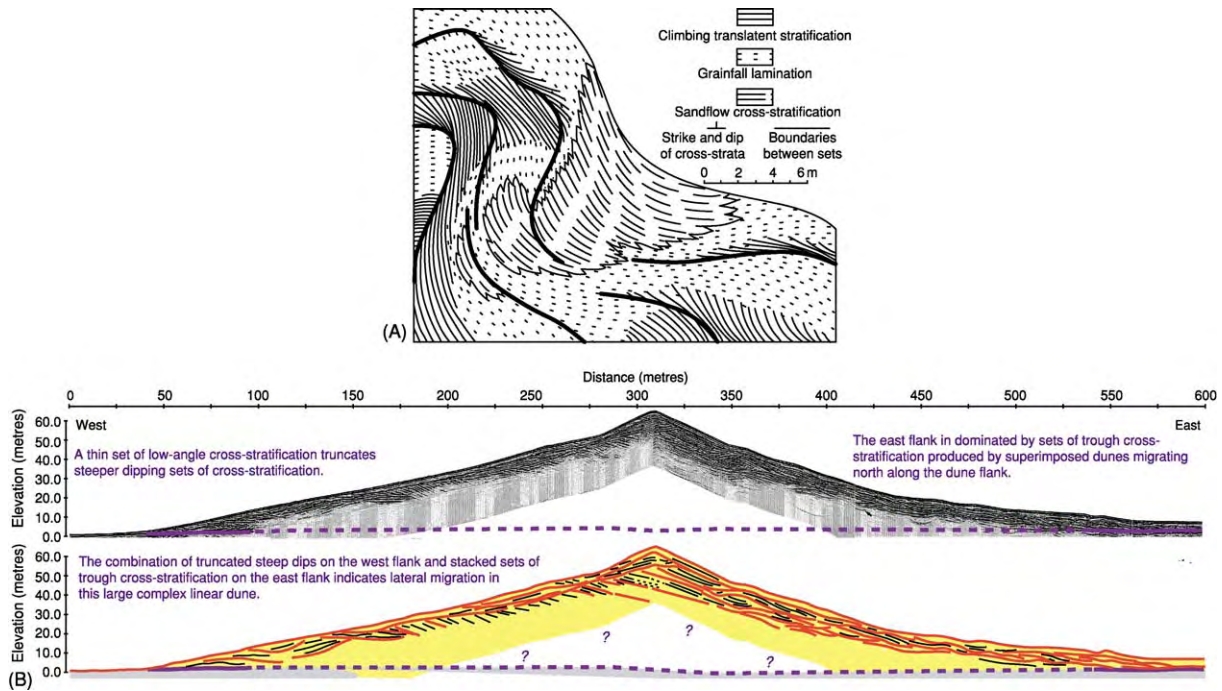 Climbing translatent stratification
Grainfall lamination
Sandflow cross-stratification
Strike and dip
of cross-strata
Boundaries
between sets
0 2 4 6 m
(A)
Distance (metres)
0 50 100 150 200 250 300 350 400 450 500 550 600
Elevation (metres)
60.0
50.0
40.0
30.0
20.0
10.0
0.0
West
East
A thin set of low-angle cross-stratification truncates
steeper dipping sets of cross-stratification.
The east flank in dominated by sets of trough cross-
stratification produced by superimposed dunes migrating
north along the dune flank.
Elevation (metres)
60.0
50.0
40.0
30.0
20.0
10.0
0.0
The combination of truncated steep dips on the west flank and stacked sets of
trough cross-stratification on the east flank indicates lateral migration in
this large complex linear dune.
? ?
? ?
(B)